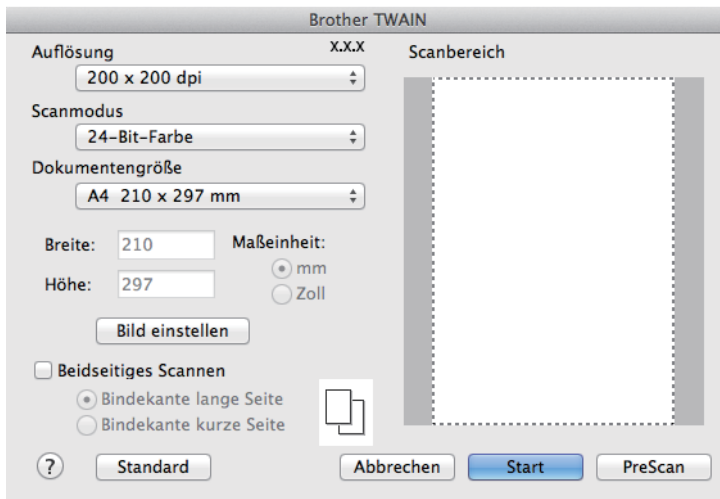 Brother TWAIN
Auflösung
X.X.X
200 x 200 dpi
Scanmodus
24-Bit-Farbe
Dokumentengröße
A4 210 x 297 mm
Breite: 210
Maßeinheit:
mm
Höhe: 297
Zoll
Bild einstellen
Beidseitiges Scannen
Bindekante lange Seite
Bindekante kurze Seite
Scanbereich
?
Standard
Abbrechen
Start
PreScan